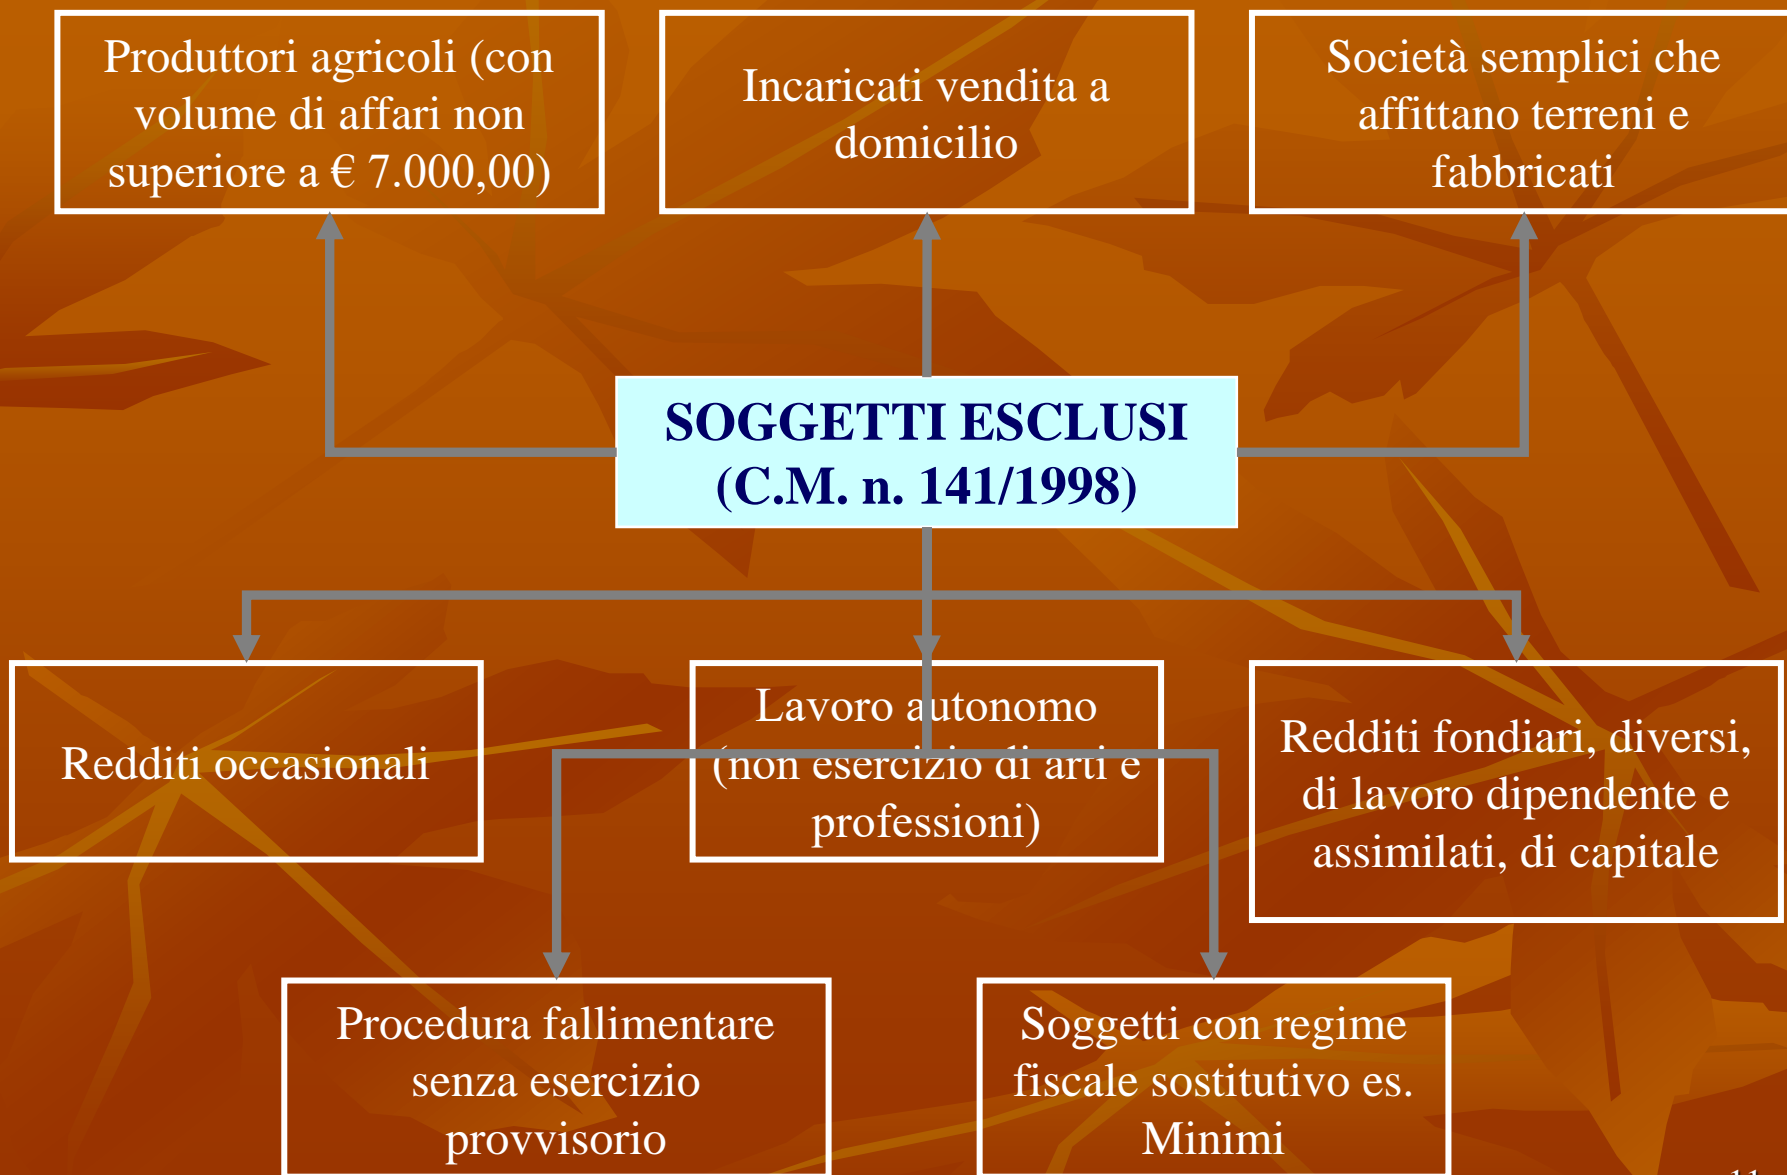 Produttori agricoli (con
volume di affari non
superiore a € 7.000,00)
Incaricati vendita a
domicilio
Società semplici che
affittano terreni e
fabbricati
SOGGETTI ESCLUSI
(C.M. n. 141/1998)
Redditi occasionali
Lavoro autonomo
(non esercizio di arti e
professioni)
Redditi fondiari, diversi,
di lavoro dipendente e
assimilati, di capitale
Procedura fallimentare
senza esercizio
provvisorio
Soggetti con regime
fiscale sostitutivo es.
Minimi